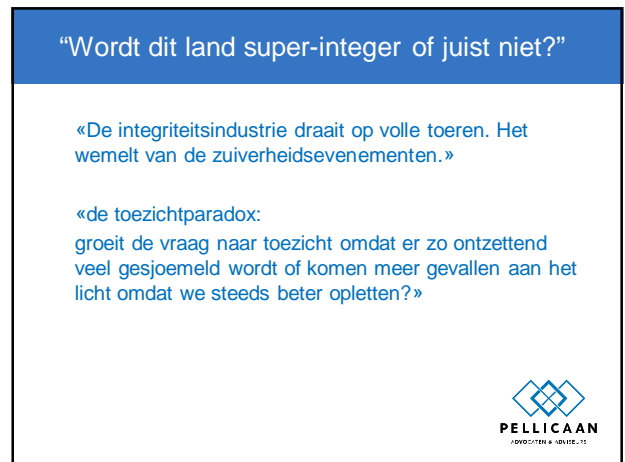 “Wordt dit land super-integer of juist niet?”
«De integriteitsindustrie draait op volle toeren. Het
wemelt van de zuiverheidsevenementen.»
«de toezichtparadox:
groeit de vraag naar toezicht omdat er zo ontzettend
veel gesjoemeld wordt of komen meer gevallen aan het
licht omdat we steeds beter opletten?»
PELLICAAN
ADVOCATEN & ADVISEURS